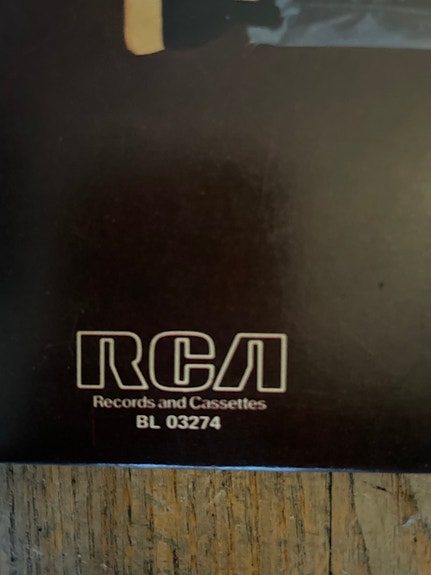 RCA
Records and Cassettes
BL 03274